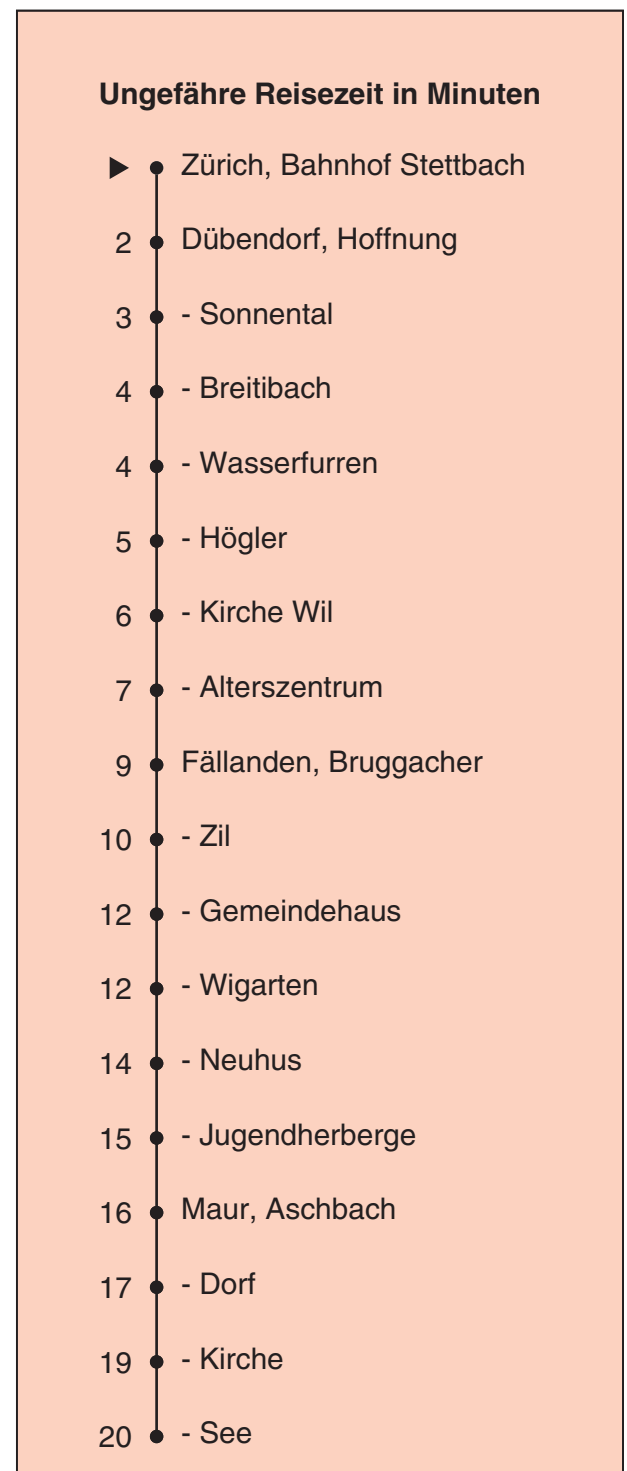 Ungefähre Reisezeit in Minuten
Zürich, Bahnhof Stettbach
2 Dübendorf, Hoffnung
3 - Sonnental
4 - Breitibach
4 - Wasserfurren
5 - Högler
6 - Kirche Wil
7 - Alterszentrum
9 Fällanden, Bruggacher
10 - Zil
12 - Gemeindehaus
12 - Wigarten
14 - Neuhus
15 - Jugendherberge
16 Maur, Aschbach
17 - Dorf
19 - Kirche
20 - See